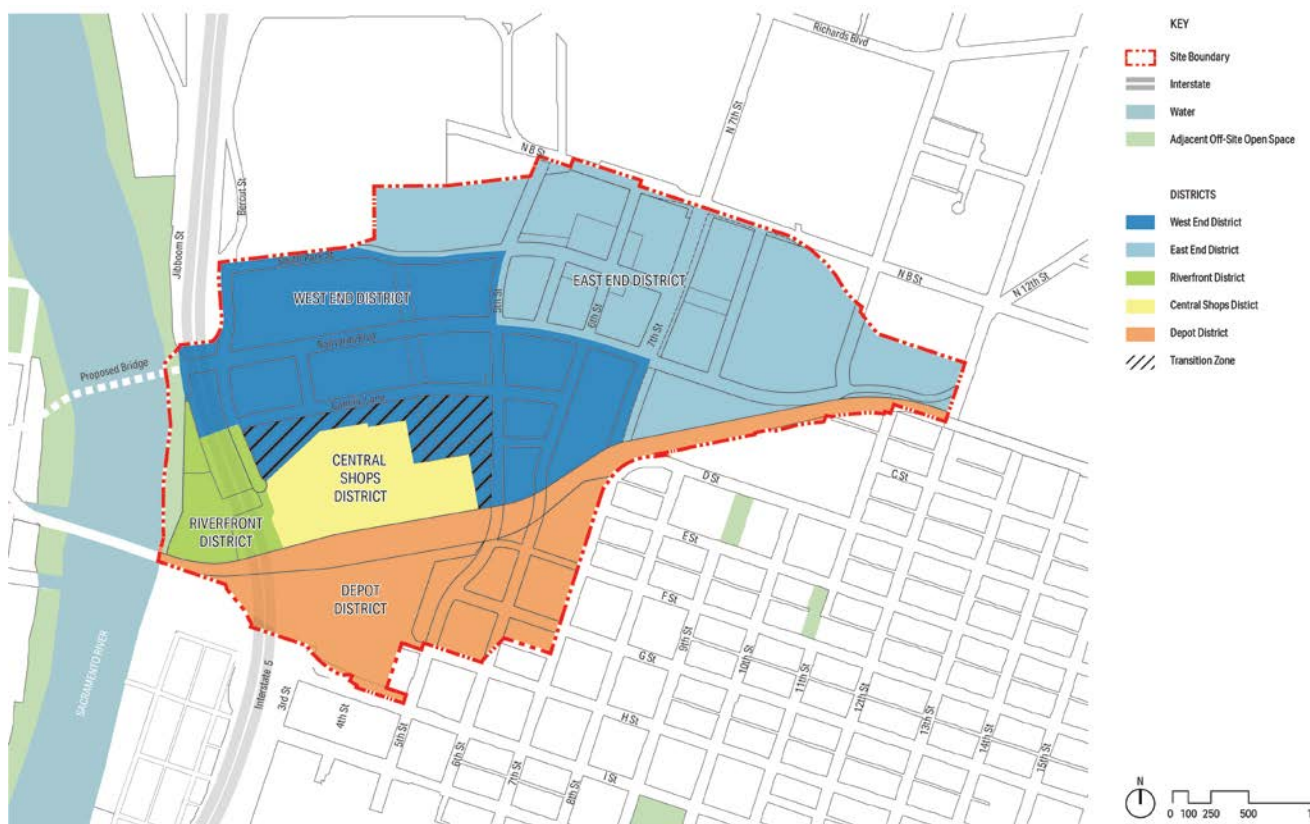 KEY
Site Boundary
Interstate
Water
Adjacent Off-Site Open Space
DISTRICTS
West End District
East End District
Riverfront District
Central Shops Distict
Depot District
Transition Zone
Richards Blvd
N 7th St
N B St
Bercut St
Jibboom St
N B St
N 12th St
EAST END DISTRICT
WEST END DISTRICT
5th St
6th St
7th St
Proposed Bridge
CENTRAL
SHOPS
DISTRICT
RIVERFRONT
DISTRICT
DEPOT
DISTRICT
D St
C St
E St
F St
G St
H St
I St
SACRAMENTO RIVER
Interstate 5
3rd St
4th St
5th St
6th St
7th St
8th St
9th St
10th St
11th St
12th St
13th St
14th St
15th St
N
0 100 250 500